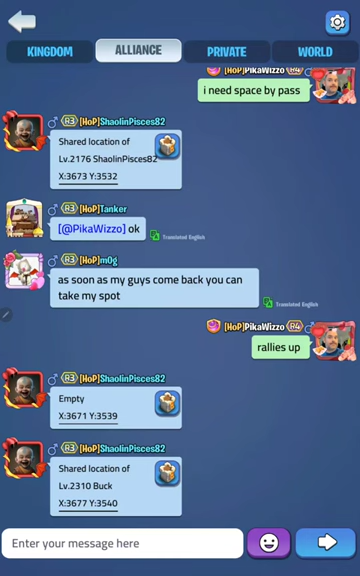 KINGDOM
ALLIANCE
PRIVATE
WORLD
[HoP]PikaWizzo R4
i need space by pass
R3 [HoP]ShaolinPisces82
Shared location of
Lv.2176 ShaolinPisces82
X:3673 Y:3532
R3 [HoP]Tanker
[@PikaWizzo] ok
Translated English
R3 [HoP]m0g
as soon as my guys come back you can
take my spot
Translated English
[HoP]PikaWizzo R4
rallies up
R3 [HoP]ShaolinPisces82
Empty
X:3671 Y:3539
R3 [HoP]ShaolinPisces82
Shared location of
Lv.2310 Buck
X:3677 Y:3540
Enter your message here